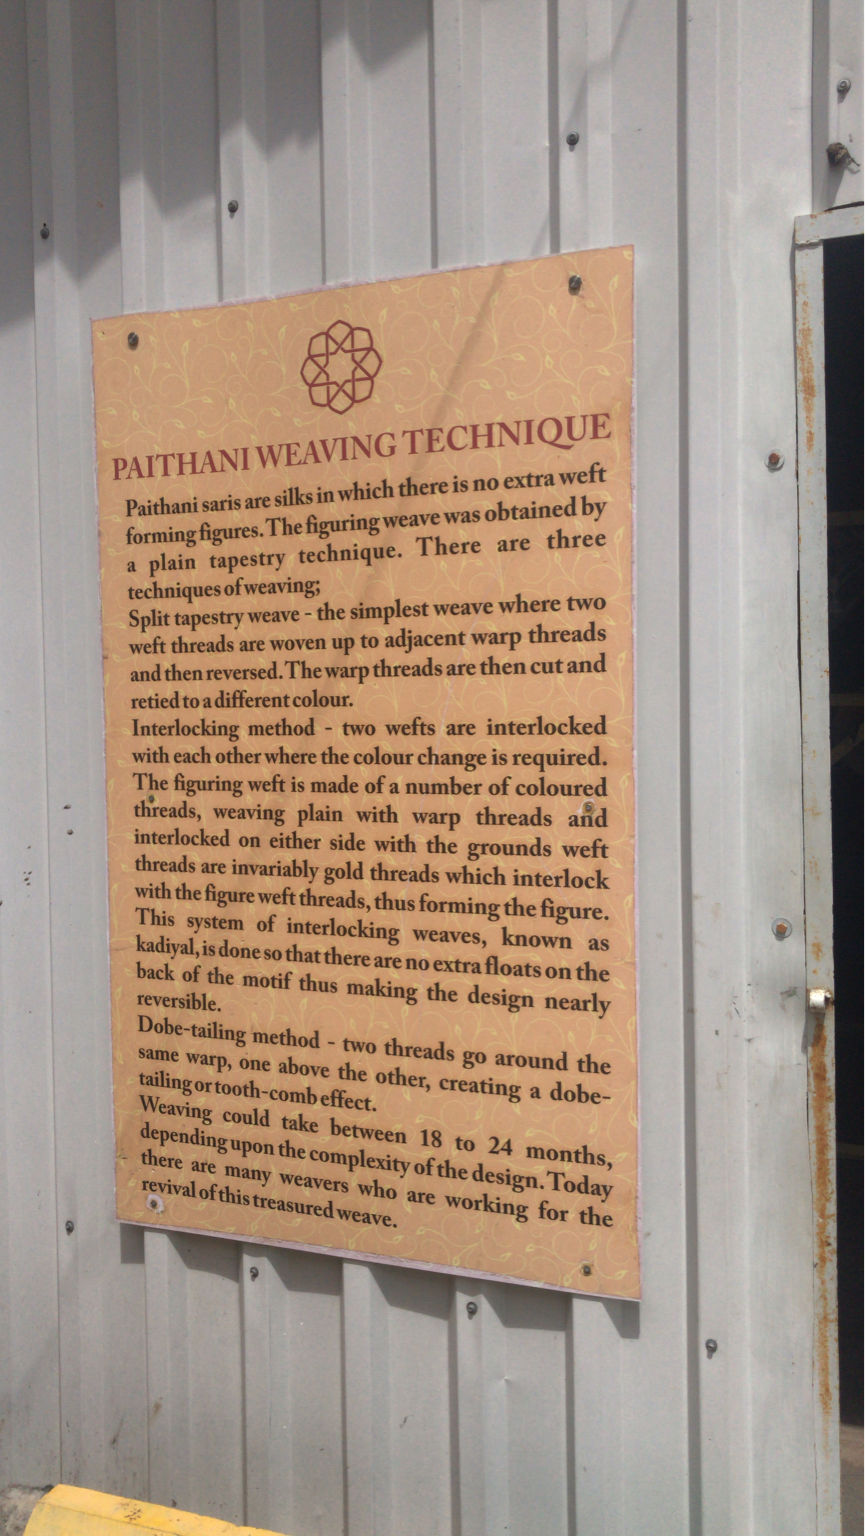 PAITHANI WEAVING TECHNIQUE
Paithani saris are silks in which there is no extra weft
forming figures. The figuring weave was obtained by
a plain tapestry technique. There are three
techniques of weaving;
Split tapestry weave - the simplest weave where two
weft threads are woven up to adjacent warp threads
and then reversed. The warp threads are then cut and
retied to a different colour.
Interlocking method - two wefts are interlocked
with each other where the colour change is required.
The figuring weft is made of a number of coloured
threads, weaving plain with warp threads and
interlocked on either side with the grounds weft
threads are invariably gold threads which interlock
with the figure weft threads, thus forming the figure.
This system of interlocking weaves, known as
kadiyal, is done so that there are no extra floats on the
back of the motif thus making the design nearly
reversible.
Dobe-tailing method - two threads go around the
same warp, one above the other, creating a dobe-
tailing or tooth-comb effect.
Weaving could take between 18 to 24 months,
depending upon the complexity of the design. Today
there are many weavers who are working for the
revival of this treasured weave.